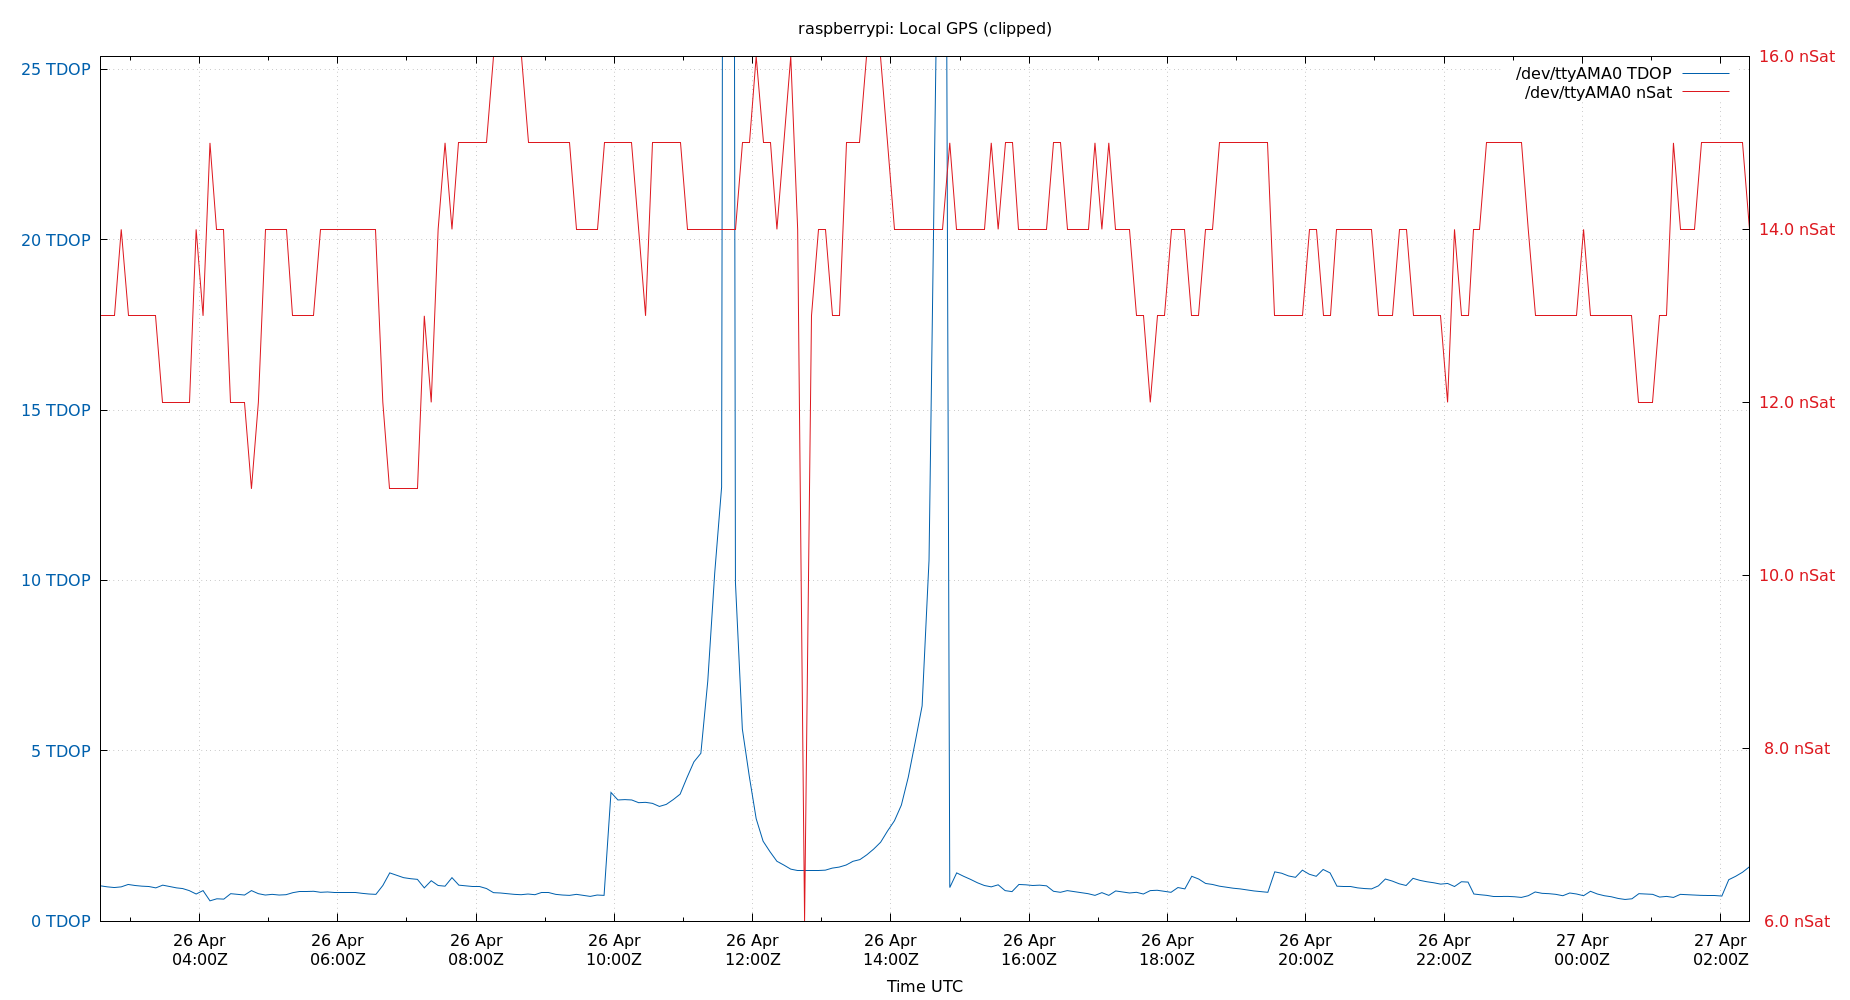 raspberrypi: Local GPS (clipped)
25 TDOP
20 TDOP
15 TDOP
10 TDOP
5 TDOP
0 TDOP
16.0 nSat
14.0 nSat
12.0 nSat
10.0 nSat
8.0 nSat
6.0 nSat
/dev/ttyAMA0 TDOP
/dev/ttyAMA0 nSat
26 Apr
04:00Z
26 Apr
06:00Z
26 Apr
08:00Z
26 Apr
10:00Z
26 Apr
12:00Z
26 Apr
14:00Z
26 Apr
16:00Z
26 Apr
18:00Z
26 Apr
20:00Z
26 Apr
22:00Z
27 Apr
00:00Z
27 Apr
02:00Z
Time UTC